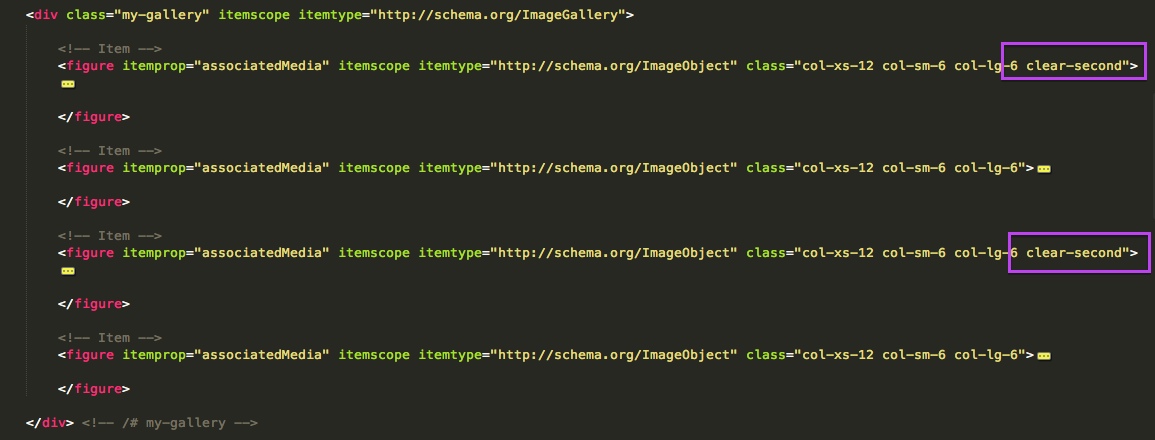 <div class="my-gallery" itemscope itemtype="http://schema.org/ImageGallery">
<!-- Item -->
<figure itemprop="associatedMedia" itemscope itemtype="http://schema.org/ImageObject" class="col-xs-12 col-sm-6 col-lg-6 clear-second">
</figure>
<!-- Item -->
<figure itemprop="associatedMedia" itemscope itemtype="http://schema.org/ImageObject" class="col-xs-12 col-sm-6 col-lg-6">
</figure>
<!-- Item -->
<figure itemprop="associatedMedia" itemscope itemtype="http://schema.org/ImageObject" class="col-xs-12 col-sm-6 col-lg-6 clear-second">
</figure>
<!-- Item -->
<figure itemprop="associatedMedia" itemscope itemtype="http://schema.org/ImageObject" class="col-xs-12 col-sm-6 col-lg-6">
</figure>
</div> <!-- /# my-gallery -->